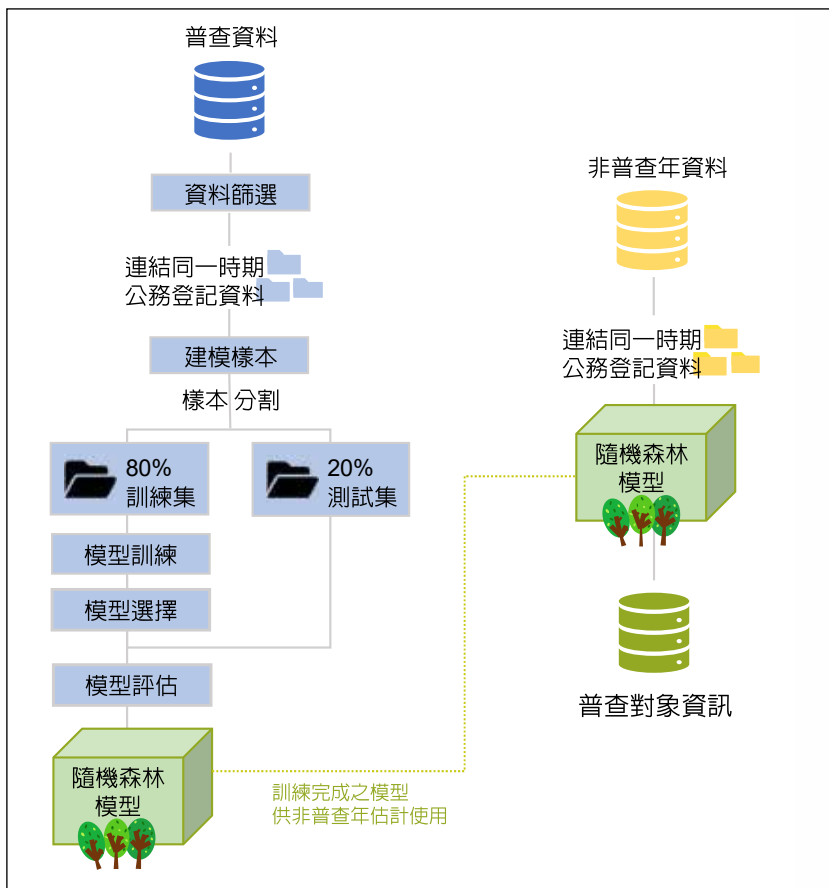 普查資料
資料篩選
連結同一時期
公務登記資料
建模樣本
樣本 分割
80%
訓練集
20%
測試集
模型訓練
模型選擇
模型評估
隨機森林
模型
訓練完成之模型
供非普查年估計使用
非普查年資料
連結同一時期
公務登記資料
隨機森林
模型
普查對象資訊